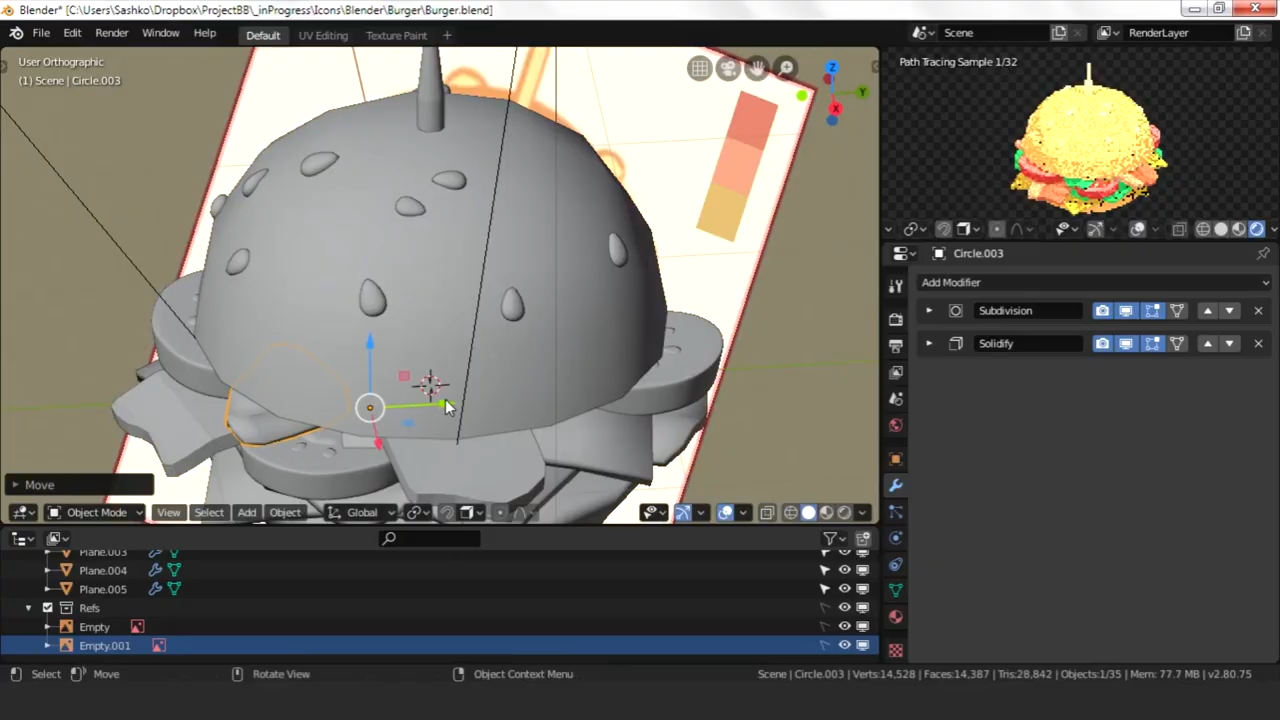 Blender* [C:\Users\Sashko\Dropbox\ProjectBB\_inProgress\Icons\Blender\Burger\Burger.blend]
File Edit Render Window Help Default UV Editing Texture Paint + Scene RenderLayer
User Orthographic
(1) Scene | Circle.003
Z
Y
X
Path Tracing Sample 1/32
Circle.003
Add Modifier
Subdivision
Solidify
Move
Object Mode View Select Add Object Global
Plane.003
Plane.004
Plane.005
Refs
Empty
Empty.001
Select Move Rotate View Object Context Menu Scene | Circle.003 | Verts:14,528 | Faces:14,387 | Tris:28,842 | Objects:1/35 | Mem: 77.7 MB | v2.80.75